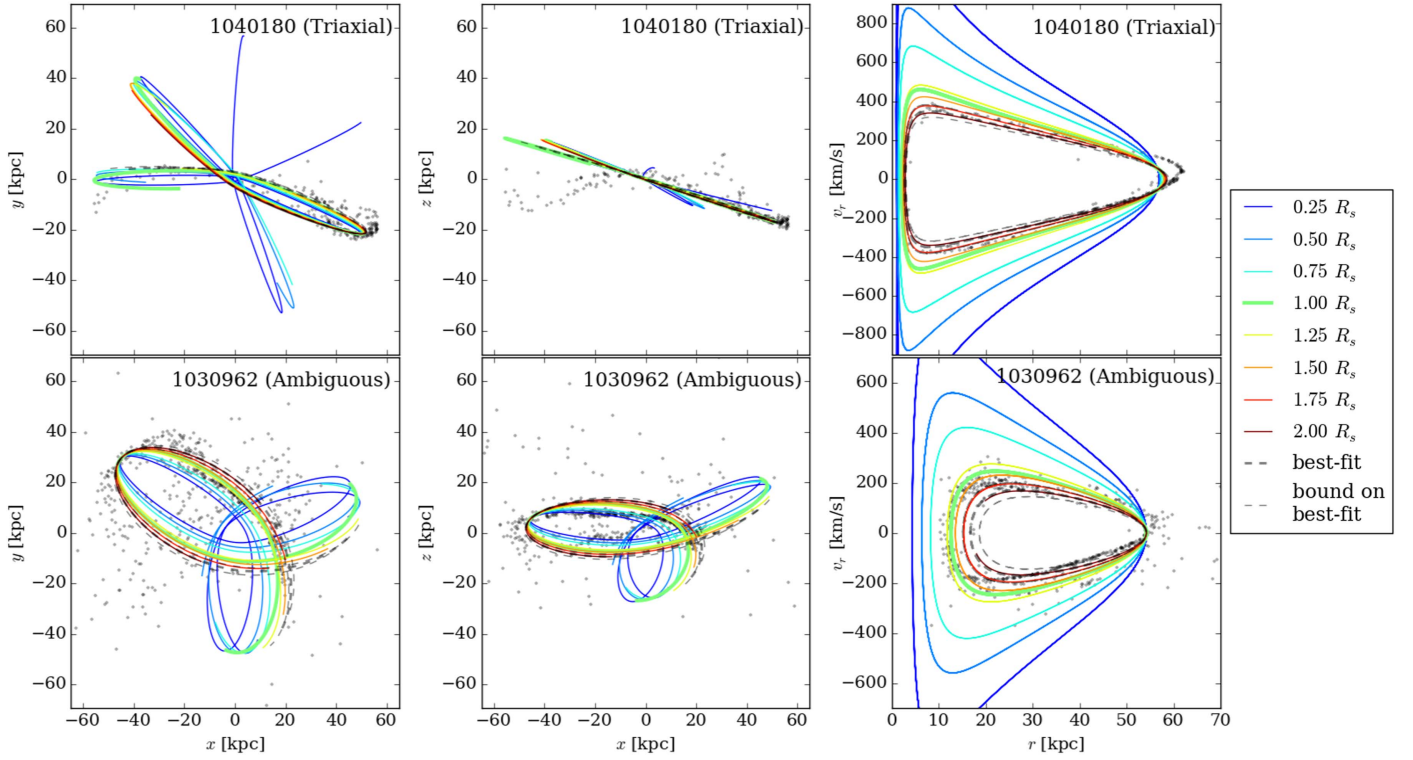 1040180 (Triaxial)
60
40
20
0
−20
−40
−60
y [kpc]
1040180 (Triaxial)
60
40
20
0
−20
−40
−60
z [kpc]
1040180 (Triaxial)
800
600
400
200
0
−200
−400
−600
−800
v_r [km/s]
1030962 (Ambiguous)
60
40
20
0
−20
−40
−60
y [kpc]
−60 −40 −20 0 20 40 60
x [kpc]
1030962 (Ambiguous)
60
40
20
0
−20
−40
−60
z [kpc]
−60 −40 −20 0 20 40 60
x [kpc]
1030962 (Ambiguous)
600
400
200
0
−200
−400
−600
v_r [km/s]
0 10 20 30 40 50 60 70
r [kpc]
0.25 R_s
0.50 R_s
0.75 R_s
1.00 R_s
1.25 R_s
1.50 R_s
1.75 R_s
2.00 R_s
best-fit
bound on
best-fit